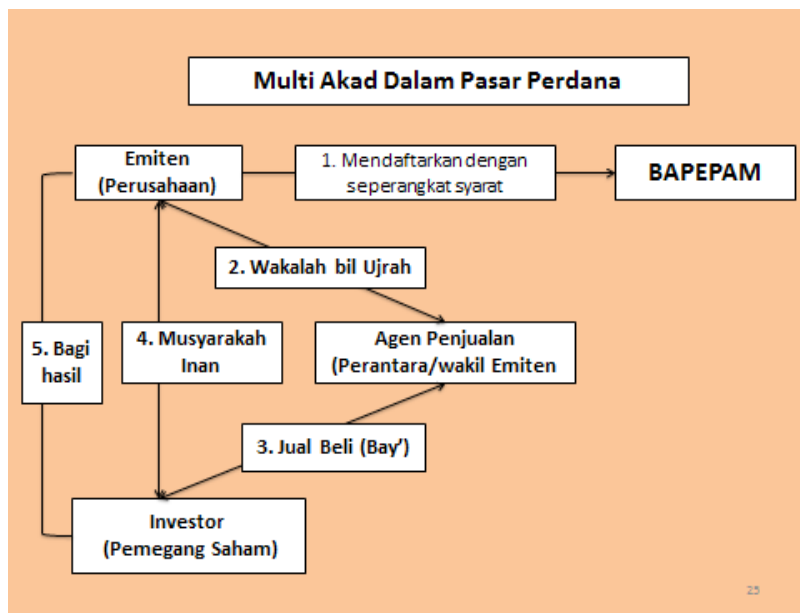 Multi Akad Dalam Pasar Perdana
Emiten
(Perusahaan)
1. Mendaftarkan dengan
seperangkat syarat
BAPEPAM
2. Wakalah bil Ujrah
5. Bagi
hasil
4. Musyarakah
Inan
Agen Penjualan
(Perantara/wakil Emiten
3. Jual Beli (Bay')
Investor
(Pemegang Saham)
25